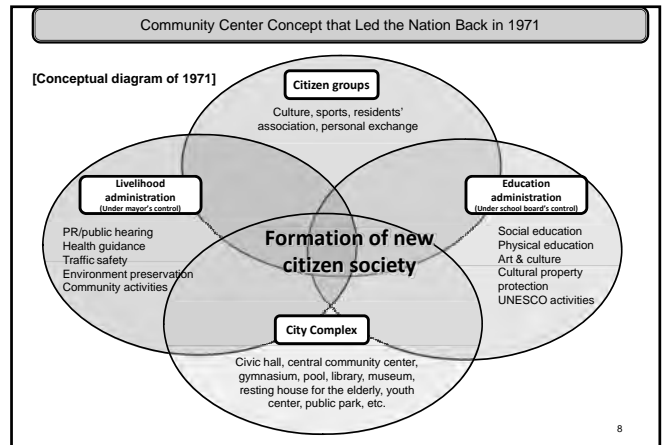 Community Center Concept that Led the Nation Back in 1971
[Conceptual diagram of 1971]
Citizen groups
Culture, sports, residents'
association, personal exchange
Livelihood
administration
(Under mayor's control)
PR/public hearing
Health guidance
Traffic safety
Environment preservation
Community activities
Education
administration
(Under school board's control)
Social education
Physical education
Art & culture
Cultural property
protection
UNESCO activities
Formation of new
citizen society
City Complex
Civic hall, central community center,
gymnasium, pool, library, museum,
resting house for the elderly, youth
center, public park, etc.
8